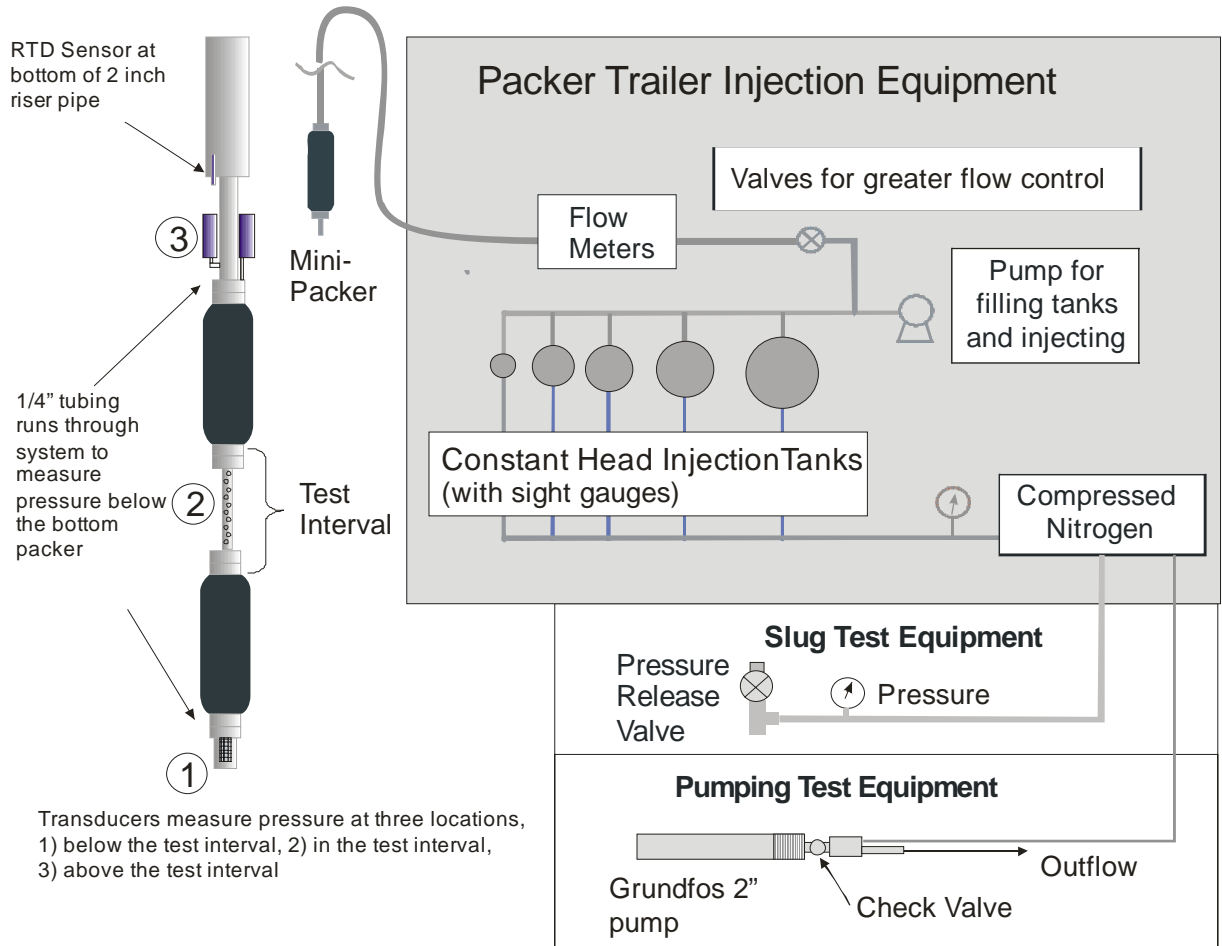 RTD Sensor at
bottom of 2 inch
riser pipe
3
Mini-
Packer
1/4” tubing
runs through
system to
measure
pressure below
the bottom
packer
2
Test
Interval
1
Transducers measure pressure at three locations,
1) below the test interval, 2) in the test interval,
3) above the test interval
Packer Trailer Injection Equipment
Valves for greater flow control
Flow
Meters
Pump for
filling tanks
and injecting
Constant Head InjectionTanks
(with sight gauges)
Compressed
Nitrogen
Slug Test Equipment
Pressure
Release
Valve
Pressure
Pumping Test Equipment
Outflow
Grundfos 2”
pump
Check Valve